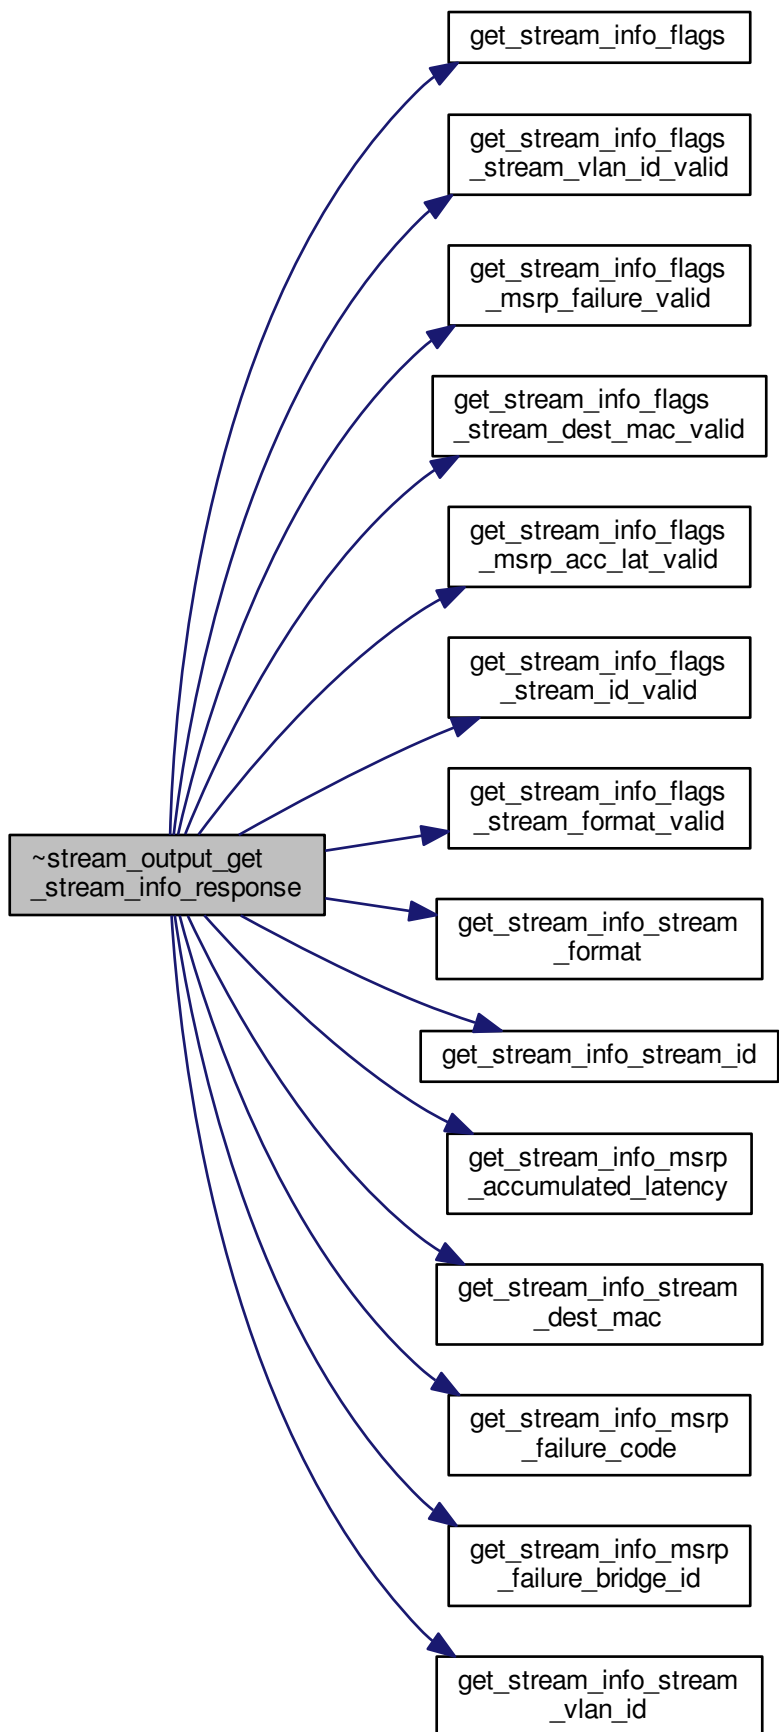 get_stream_info_flags
get_stream_info_flags
_stream_vlan_id_valid
get_stream_info_flags
_msrp_failure_valid
get_stream_info_flags
_stream_dest_mac_valid
get_stream_info_flags
_msrp_acc_lat_valid
get_stream_info_flags
_stream_id_valid
get_stream_info_flags
_stream_format_valid
~stream_output_get
_stream_info_response
get_stream_info_stream
_format
get_stream_info_stream_id
get_stream_info_msrp
_accumulated_latency
get_stream_info_stream
_dest_mac
get_stream_info_msrp
_failure_code
get_stream_info_msrp
_failure_bridge_id
get_stream_info_stream
_vlan_id